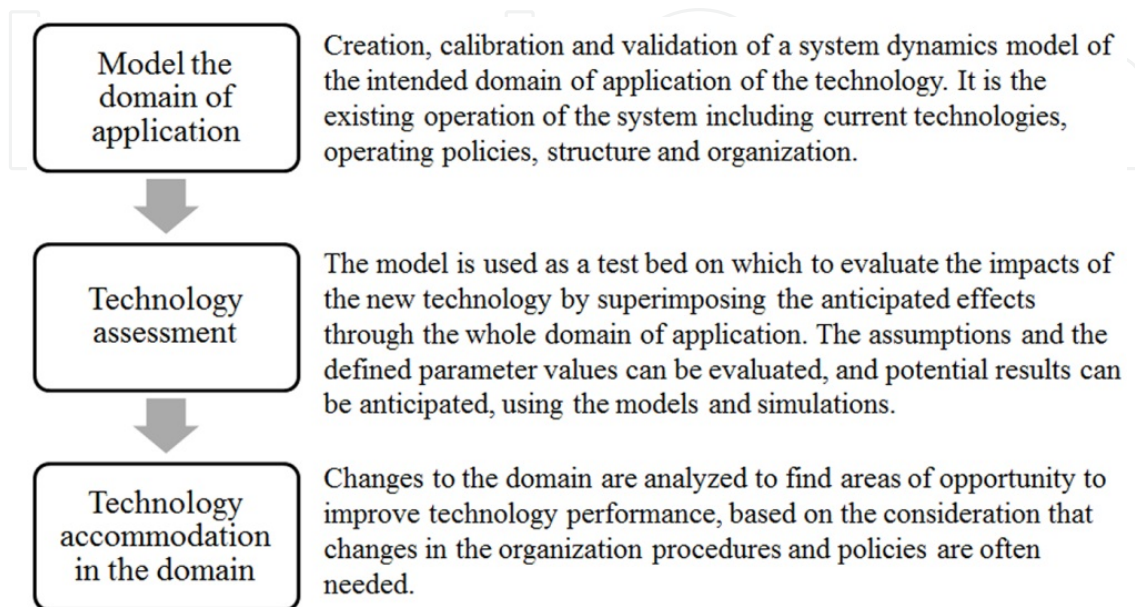 Model the
domain of
application
Creation, calibration and validation of a system dynamics model of
the intended domain of application of the technology. It is the
existing operation of the system including current technologies,
operating policies, structure and organization.
Technology
assessment
The model is used as a test bed on which to evaluate the impacts of
the new technology by superimposing the anticipated effects
through the whole domain of application. The assumptions and the
defined parameter values can be evaluated, and potential results can
be anticipated, using the models and simulations.
Technology
accommodation
in the domain
Changes to the domain are analyzed to find areas of opportunity to
improve technology performance, based on the consideration that
changes in the organization procedures and policies are often
needed.